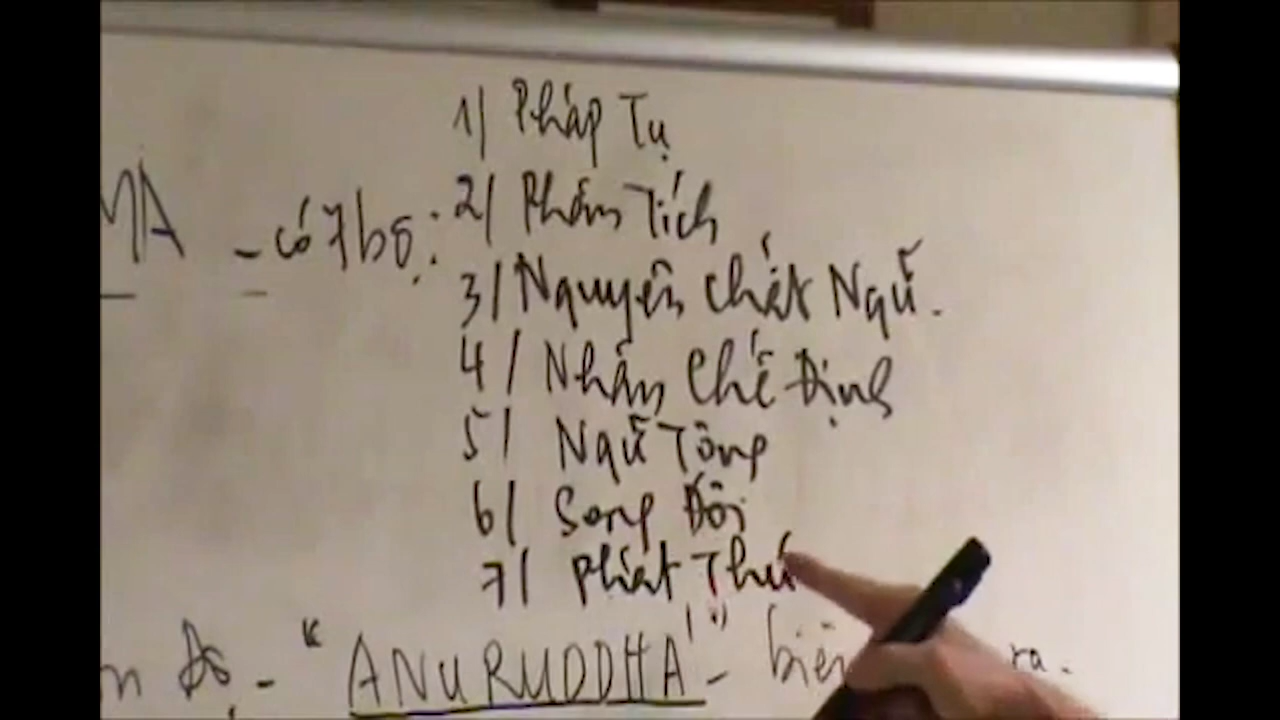 1/ Pháp Tụ
2/ Phân Tích
MA - có 7 bộ:
3/ Nguyên Chất Ngữ.
4/ Nhân Chế Định
5/ Ngữ Tông
6/ Song Đối
7/ Phát Thú
"ANURUDDHA" - ra.